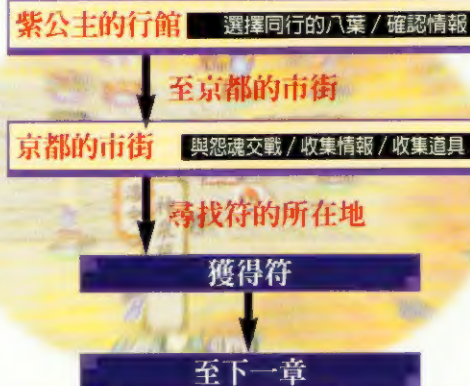 紫公主的行館 選擇同行的八葉/確認情報
至京都的市街
京都的市街 與怨魂交戰/收集情報/收集道具
尋找符的所在地
獲得符
至下一章